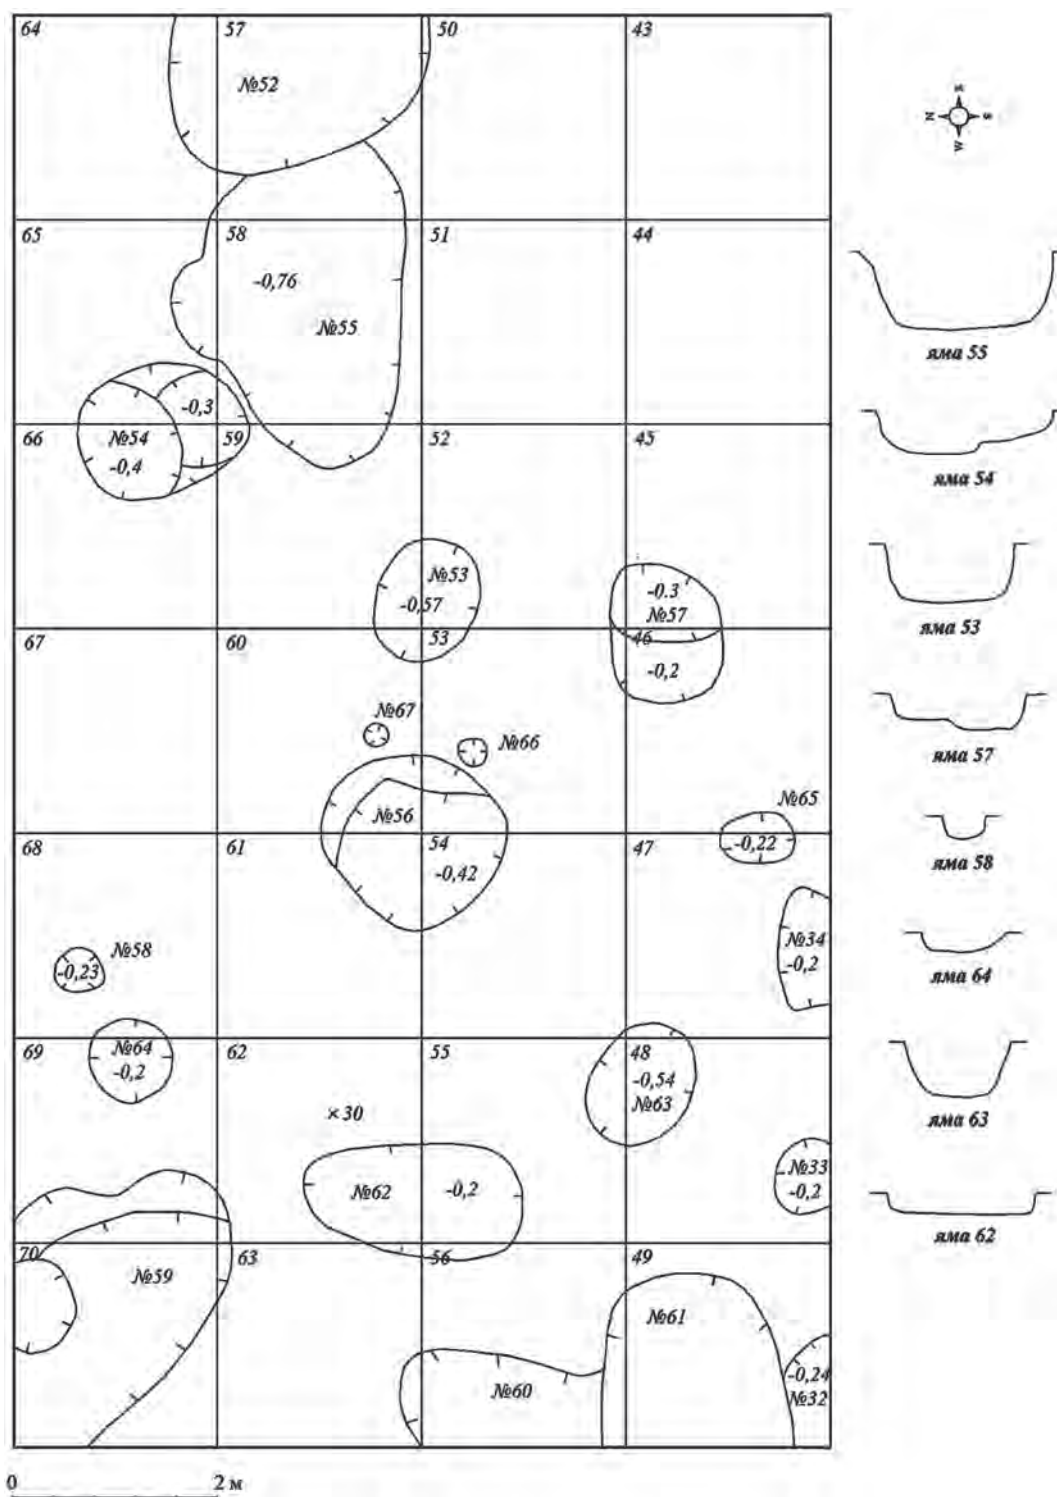 64 57 50 43
№52
N E S W
65 58 51 44
-0,76
№55
яма 55
-0,3
66 №54 59 52 45
-0,4
яма 54
№53
-0,57
-0.3
№57
яма 53
67 60 53 46
-0,2
№67
№66
яма 57
№56
№65
68 61 54 47 -0,22
-0,42
яма 58
№58
-0,23
№34
-0,2
яма 64
69 №64 62 55 48
-0,2
-0,54
№63
× 30
яма 63
№33
-0,2
№62 -0,2
70 63 56 49
яма 62
№59
№61
№60
-0,24
№32
0 2 м